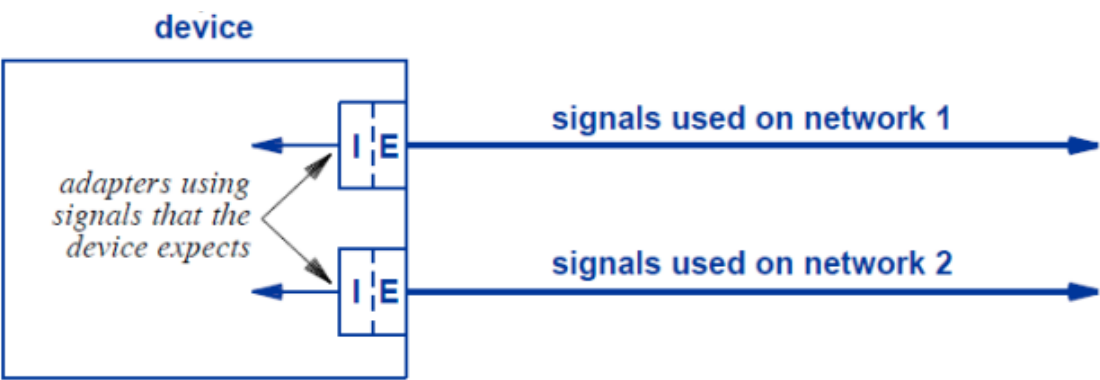 device
signals used on network 1
I E
adapters using
signals that the
device expects
signals used on network 2
I E